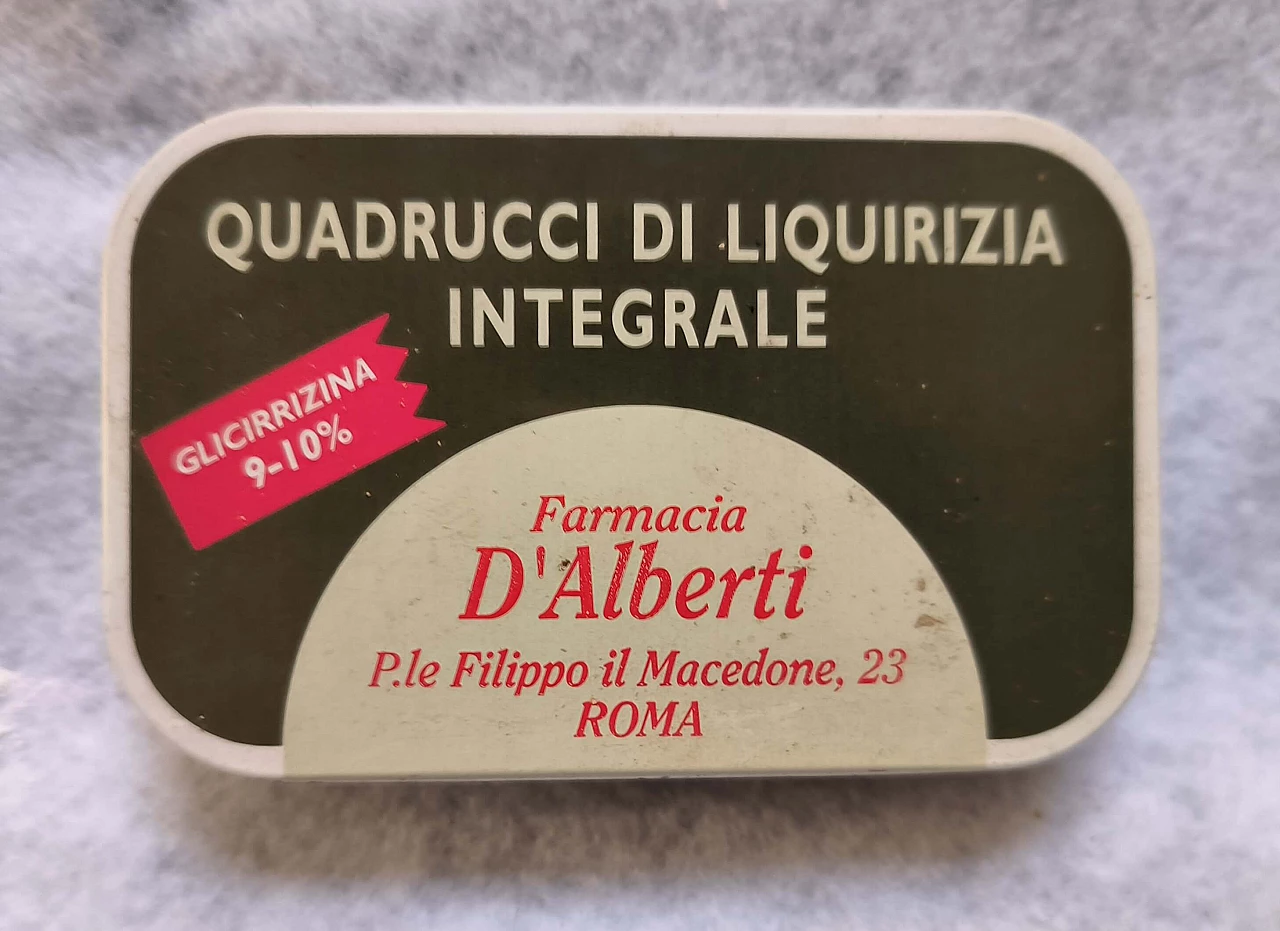 QUADRUCCI DI LIQUIRIZIA
INTEGRALE
GLICIRRIZINA
9-10%
Farmacia
D'Alberti
P.le Filippo il Macedone, 23
ROMA